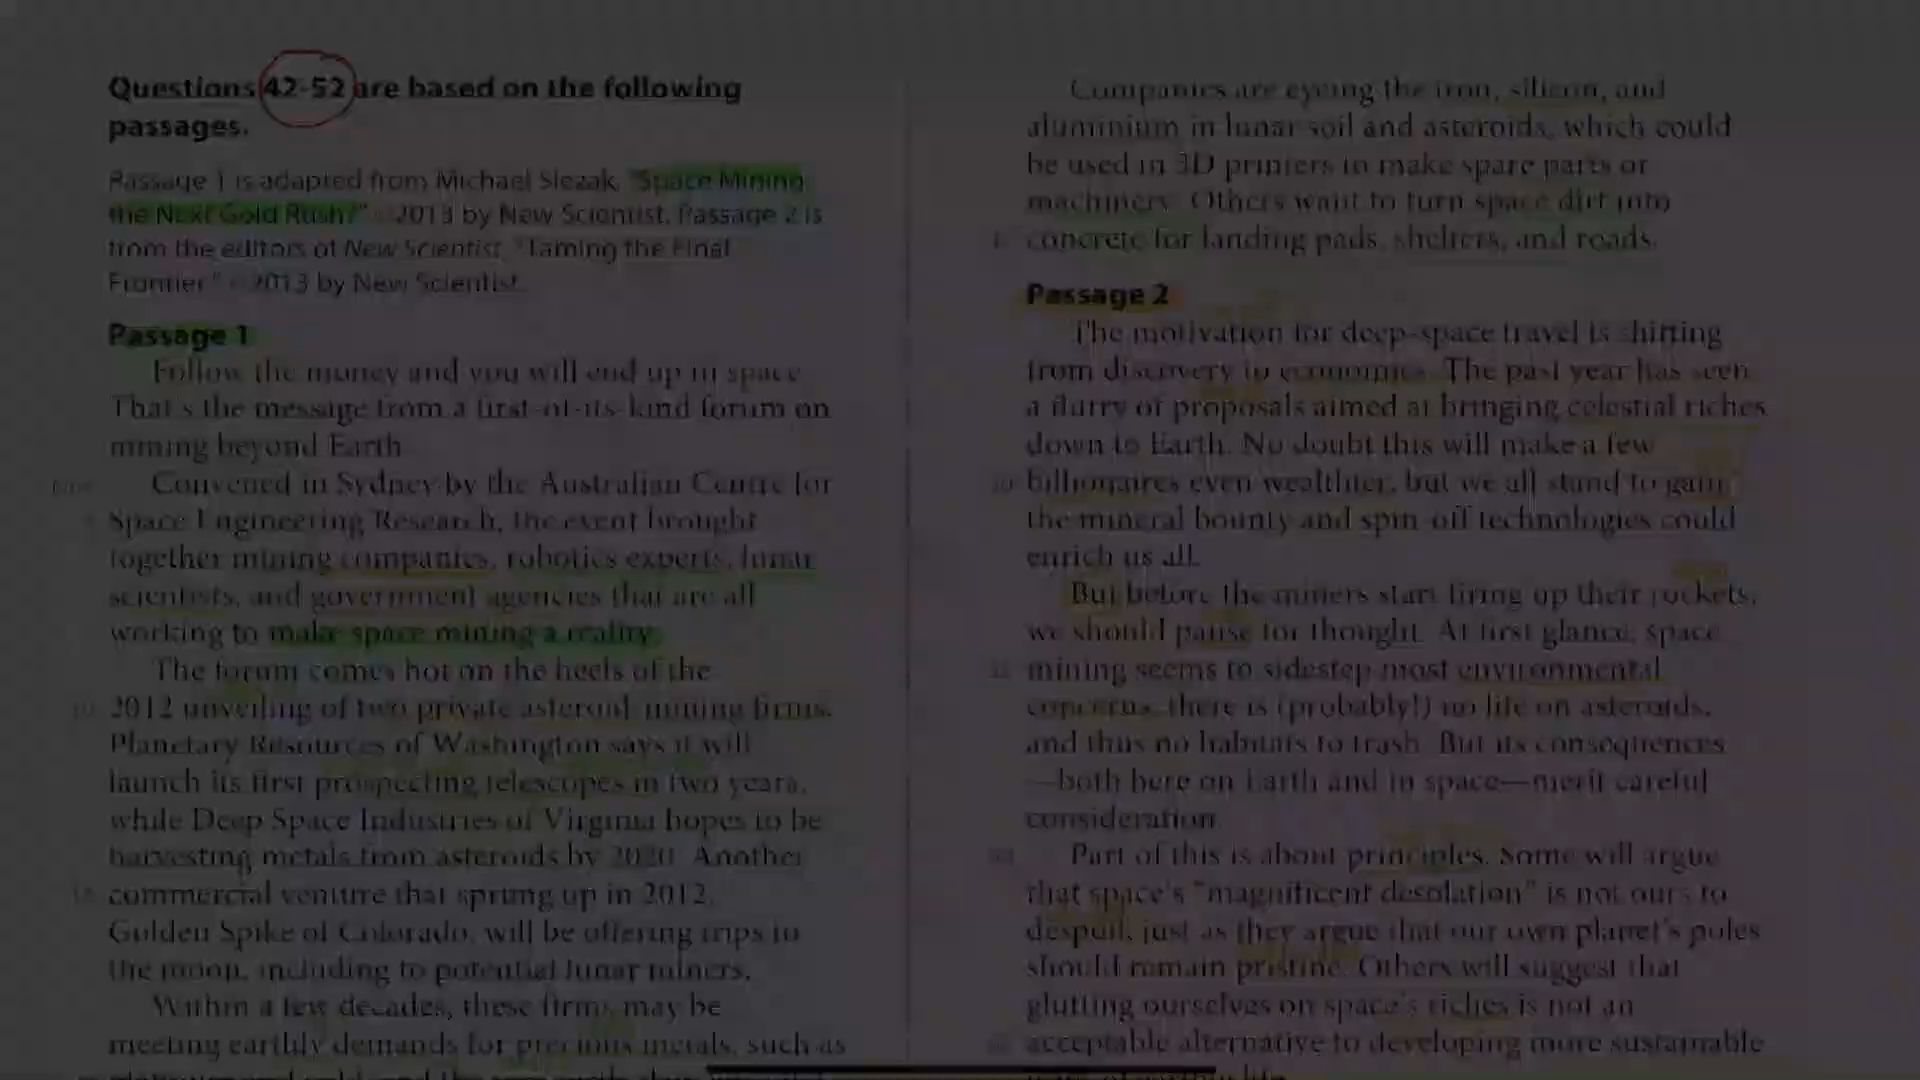 Questions 42-52 are based on the following
passages.
Passage 1 is adapted from Michael Slezak, "Space Mining:
the Next Gold Rush?" ©2013 by New Scientist. Passage 2 is
from the editors of New Scientist, "Taming the Final
Frontier." ©2013 by New Scientist.
Passage 1
Follow the money and you will end up in space.
That's the message from a first-of-its-kind forum on
mining beyond Earth.
Convened in Sydney by the Australian Centre for
5 Space Engineering Research, the event brought
together mining companies, robotics experts, lunar
scientists, and government agencies that are all
working to make space mining a reality.
The forum comes hot on the heels of the
10 2012 unveiling of two private asteroid-mining firms.
Planetary Resources of Washington says it will
launch its first prospecting telescopes in two years,
while Deep Space Industries of Virginia hopes to be
harvesting metals from asteroids by 2020. Another
15 commercial venture that sprung up in 2012,
Golden Spike of Colorado, will be offering trips to
the moon, including to potential lunar miners.
Within a few decades, these firms may be
meeting earthly demands for precious metals, such as
Companies are eyeing the iron, silicon, and
aluminium in lunar soil and asteroids, which could
be used in 3D printers to make spare parts or
machinery. Others want to turn space dirt into
concrete for landing pads, shelters, and roads.
Passage 2
The motivation for deep-space travel is shifting
from discovery to economics. The past year has seen
a flurry of proposals aimed at bringing celestial riches
down to Earth. No doubt this will make a few
billionaires even wealthier, but we all stand to gain:
the mineral bounty and spin-off technologies could
enrich us all.
But before the miners start firing up their rockets,
we should pause for thought. At first glance, space
mining seems to sidestep most environmental
concerns: there is (probably!) no life on asteroids,
and thus no habitats to trash. But its consequences
—both here on Earth and in space—merit careful
consideration.
Part of this is about principles. Some will argue
that space's "magnificent desolation" is not ours to
despoil, just as they argue that our own planet's poles
should remain pristine. Others will suggest that
glutting ourselves on space's riches is not an
acceptable alternative to developing more sustainable